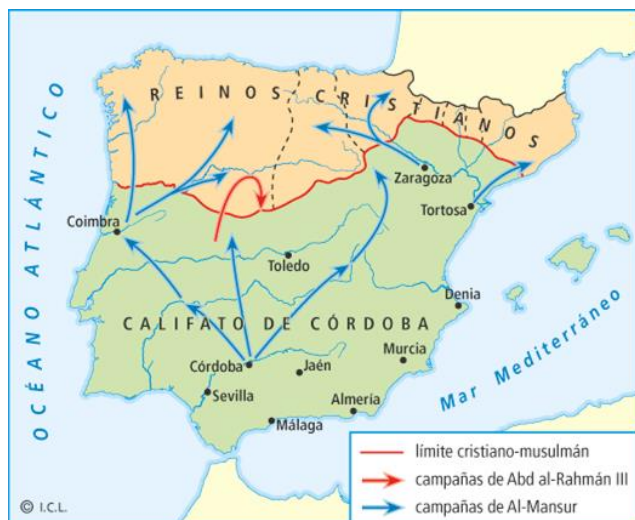 REINOS CRISTIANOS
OCÉANO ATLÁNTICO
Coimbra
Zaragoza
Tortosa
Toledo
Denia
CALIFATO DE CÓRDOBA
Mar Mediterráneo
Murcia
Córdoba
Jaén
Sevilla
Almería
Málaga
límite cristiano-musulmán
campañas de Abd al-Rahmán III
campañas de Al-Mansur
© I.C.L.